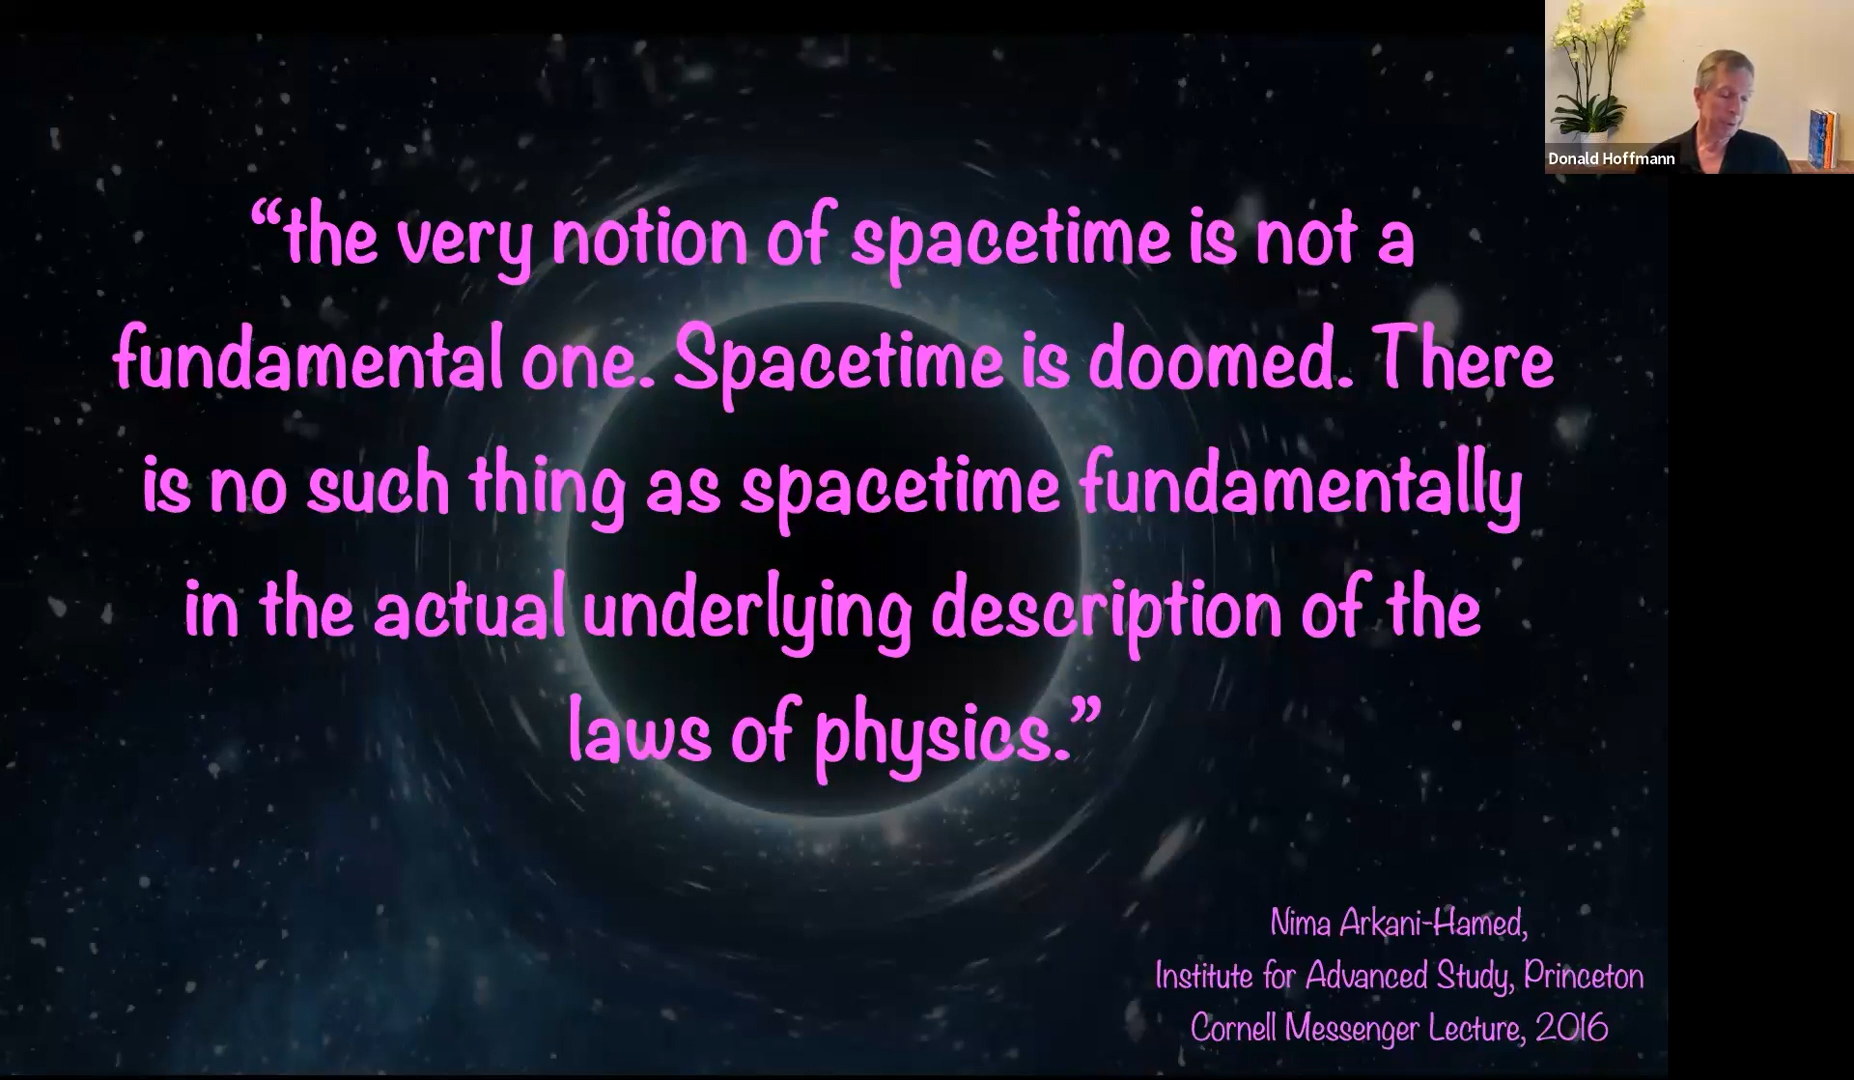 Donald Hoffmann
“the very notion of spacetime is not a
fundamental one. Spacetime is doomed. There
is no such thing as spacetime fundamentally
in the actual underlying description of the
laws of physics.”
Nima Arkani-Hamed,
Institute for Advanced Study, Princeton
Cornell Messenger Lecture, 2016